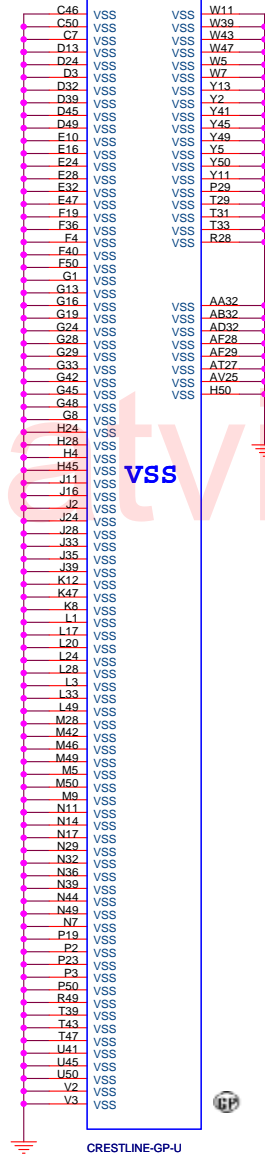 C46 VSS VSS W11
C50 VSS VSS W39
C7 VSS VSS W43
D13 VSS VSS W47
D24 VSS VSS W5
D3 VSS VSS W7
D32 VSS VSS Y13
D39 VSS VSS Y2
D45 VSS VSS Y41
D49 VSS VSS Y45
E10 VSS VSS Y49
E16 VSS VSS Y5
E24 VSS VSS Y50
E28 VSS VSS Y11
E32 VSS VSS P29
E47 VSS VSS T29
F19 VSS VSS T31
F36 VSS VSS T33
F4 VSS VSS R28
F40 VSS
F50 VSS
G1 VSS
G13 VSS
G16 VSS VSS AA32
G19 VSS VSS AB32
G24 VSS VSS AD32
G28 VSS VSS AF28
G29 VSS VSS AF29
G33 VSS VSS AT27
G42 VSS VSS AV25
G45 VSS VSS H50
G48 VSS
G8 VSS
H24 VSS
H28 VSS
H4 VSS
H45 VSS
VSS
J11 VSS
J16 VSS
J2 VSS
J24 VSS
J28 VSS
J33 VSS
J35 VSS
J39 VSS
K12 VSS
K47 VSS
K8 VSS
L1 VSS
L17 VSS
L20 VSS
L24 VSS
L28 VSS
L3 VSS
L33 VSS
L49 VSS
M28 VSS
M42 VSS
M46 VSS
M49 VSS
M5 VSS
M50 VSS
M9 VSS
N11 VSS
N14 VSS
N17 VSS
N29 VSS
N32 VSS
N36 VSS
N39 VSS
N44 VSS
N49 VSS
N7 VSS
P19 VSS
P2 VSS
P23 VSS
P3 VSS
P50 VSS
R49 VSS
T39 VSS
T43 VSS
T47 VSS
U41 VSS
U45 VSS
U50 VSS
V2 VSS
V3 VSS
GP
CRESTLINE-GP-U